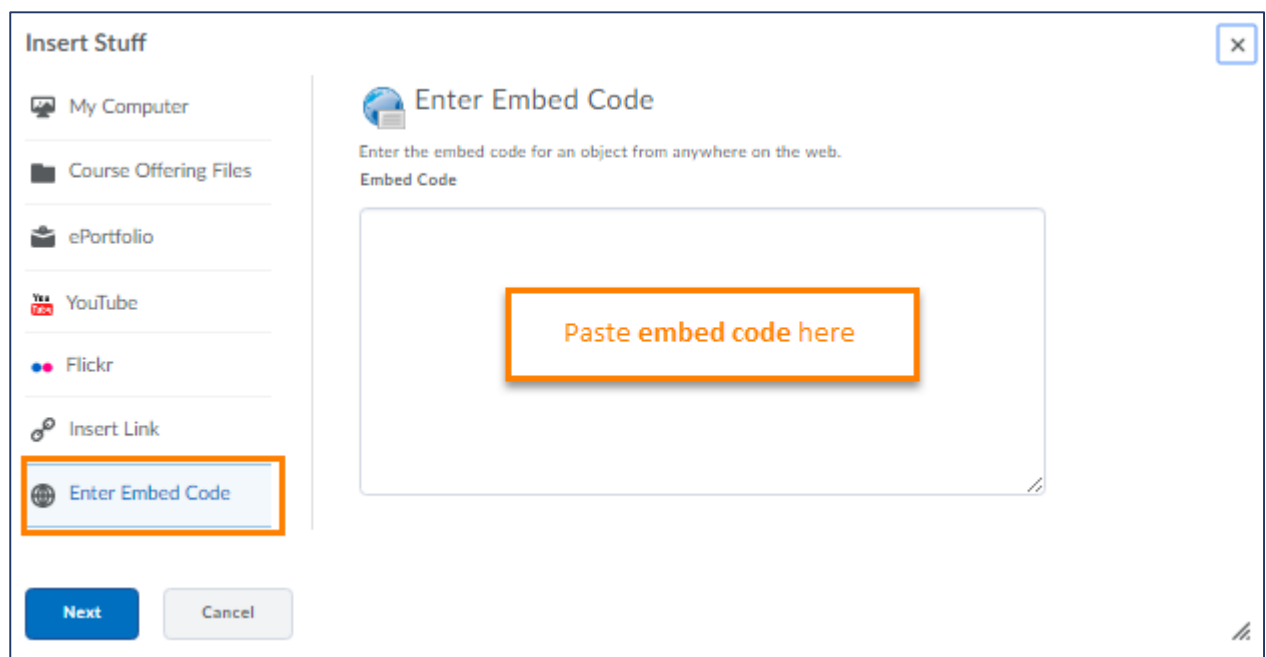 Insert Stuff
My Computer
Course Offering Files
ePortfolio
You
Tube
YouTube
Flickr
Insert Link
Enter Embed Code
Enter Embed Code
Enter the embed code for an object from anywhere on the web.
Embed Code
Paste embed code here
Next
Cancel